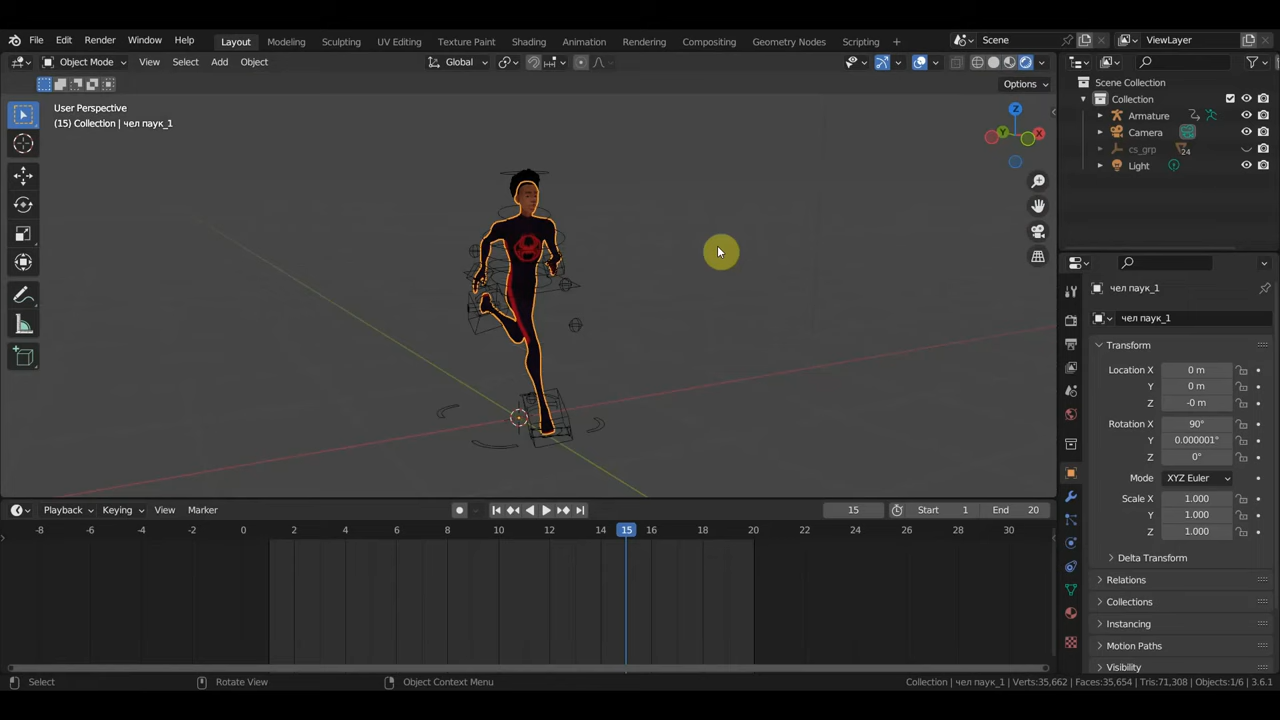 File Edit Render Window Help Layout Modeling Sculpting UV Editing Texture Paint Shading Animation Rendering Compositing Geometry Nodes Scripting + Scene ViewLayer
Object Mode View Select Add Object Global
Options
User Perspective
(15) Collection | чел паук_1
Z
Y
X
Scene Collection
Collection
Armature
Camera
cs_grp 24
Light
чел паук_1
чел паук_1
Transform
Location X 0 m
Y 0 m
Z -0 m
Rotation X 90°
Y 0.000001°
Z 0°
Mode XYZ Euler
Scale X 1.000
Y 1.000
Z 1.000
Delta Transform
Relations
Collections
Instancing
Motion Paths
Visibility
Playback Keying View Marker 15 Start 1 End 20
-8 -6 -4 -2 0 2 4 6 8 10 12 14 15 16 18 20 22 24 26 28 30
Select Rotate View Object Context Menu Collection | чел паук_1 | Verts:35,662 | Faces:35,654 | Tris:71,308 | Objects:1/6 | 3.6.1